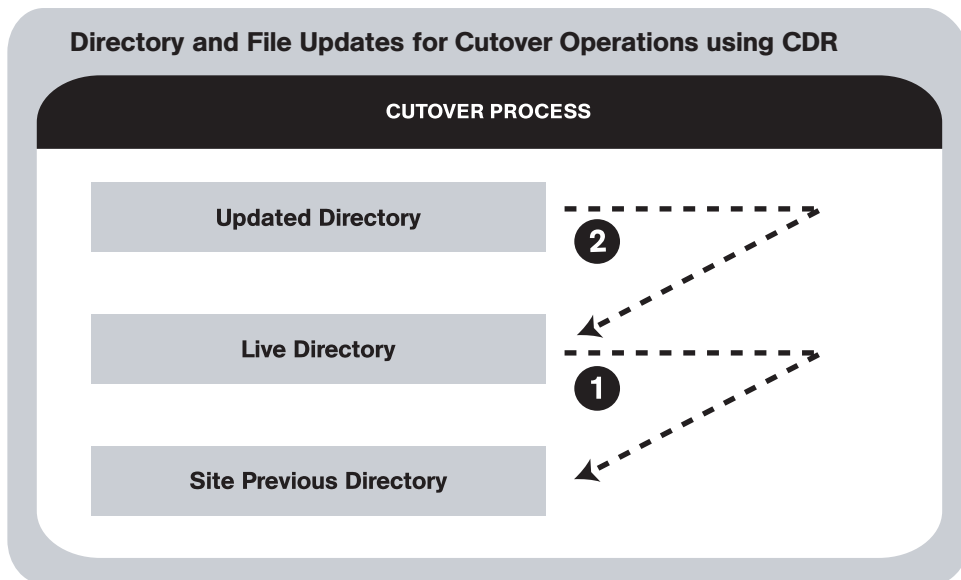 Directory and File Updates for Cutover Operations using CDR
CUTOVER PROCESS
Updated Directory
2
Live Directory
1
Site Previous Directory